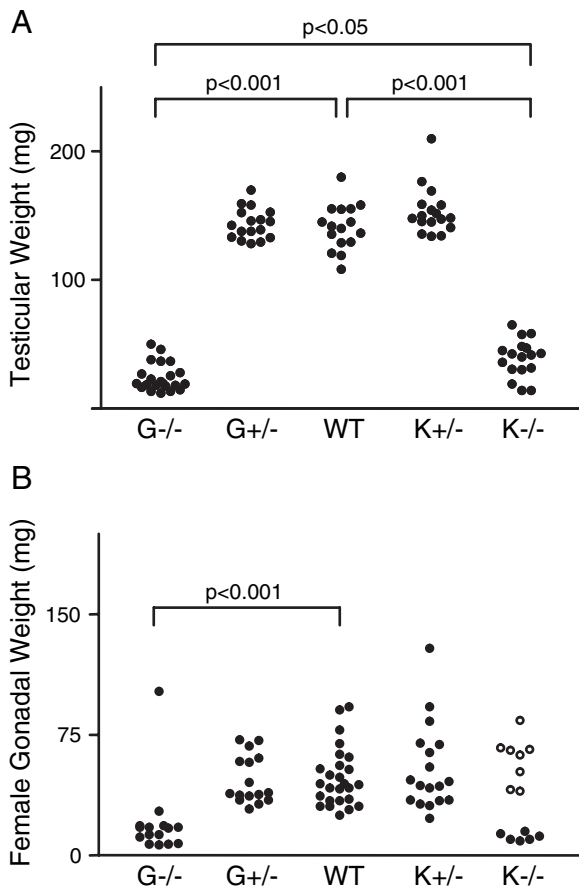 A
p<0.05
p<0.001 p<0.001
Testicular Weight (mg)
200
100
G-/- G+/- WT K+/- K-/-
B
Female Gonadal Weight (mg)
p<0.001
150
75
0
G-/- G+/- WT K+/- K-/-